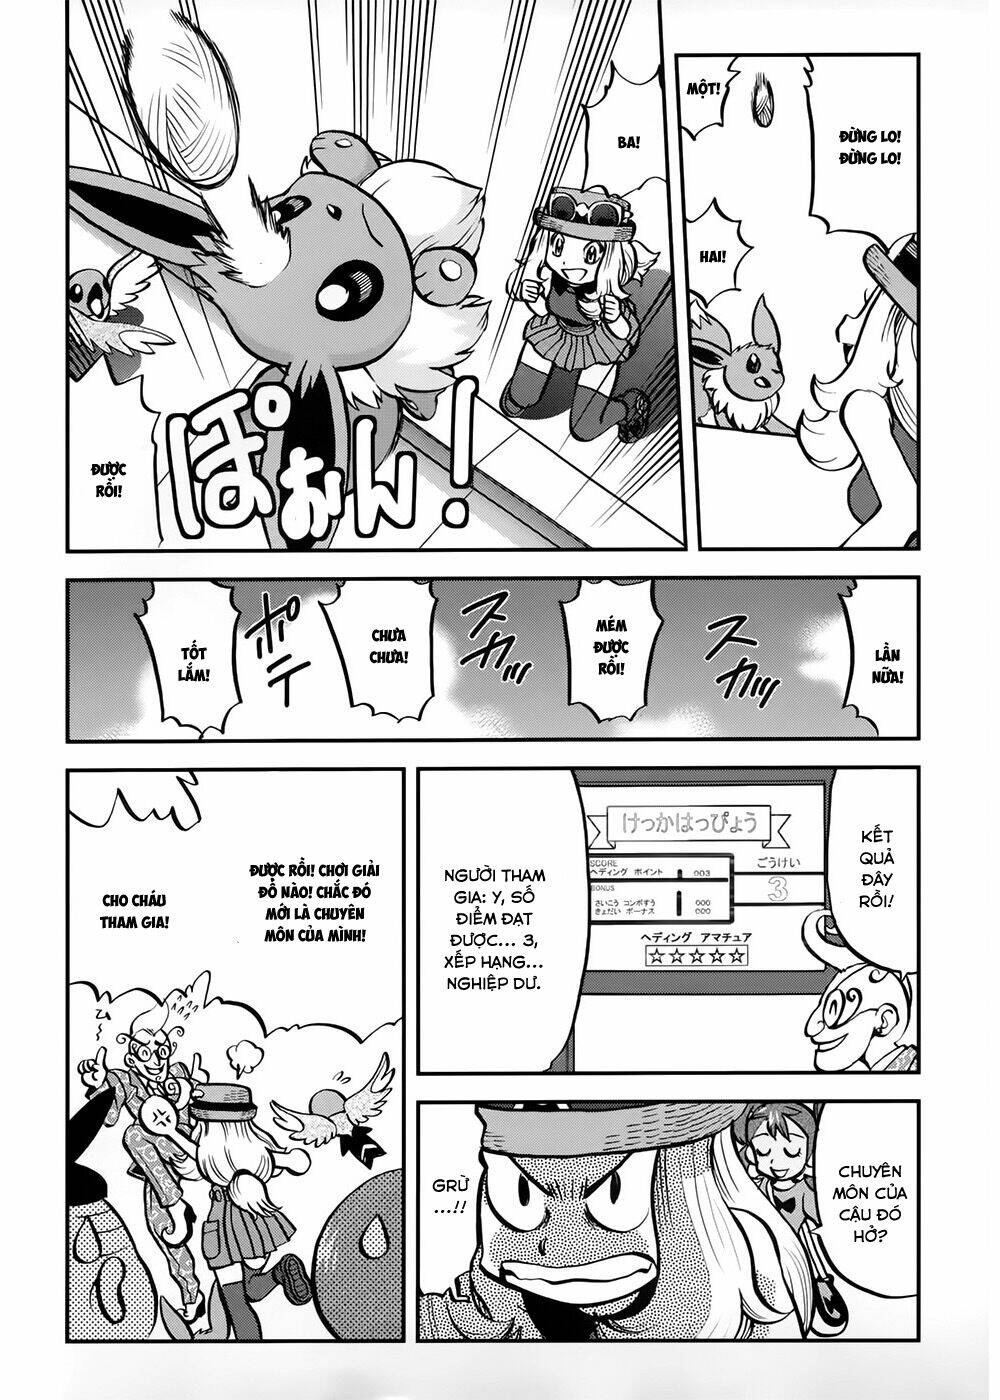 MỘT!
ĐỪNG LO!
ĐỪNG LO!
HAI!
BA!
ĐƯỢC
RỒI!
ぽぉん!
LẦN
NỮA!
スカッ
MÉM
ĐƯỢC
RỒI!
スカッ
CHƯA
CHƯA!
ポテ
TỐT
LẮM!
KẾT
QUẢ
ĐÂY
RỒI!
けっかはっぴょう
SCORE
ヘディング ポイント 003
BONUS
さいこう コンボすう 000
きょだい ボーナス 000
ごうけい
3
ヘディング アマチュア
☆☆☆☆☆
NGƯỜI THAM
GIA: Y, SỐ
ĐIỂM ĐẠT
ĐƯỢC... 3,
XẾP HẠNG...
NGHIỆP DƯ.
CHUYÊN
MÔN CỦA
CẬU ĐÓ
HỞ?
GRỪ
...!!
ĐƯỢC RỒI! CHƠI GIẢI
ĐỐ NÀO! CHẮC ĐÓ
MỚI LÀ CHUYÊN
MÔN CỦA MÌNH!
CHO CHÁU
THAM GIA!